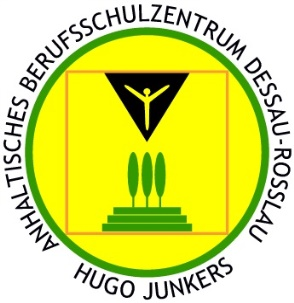 ANHALTISCHES BERUFSSCHULZENTRUM DESSAU-ROSSLAU
HUGO JUNKERS